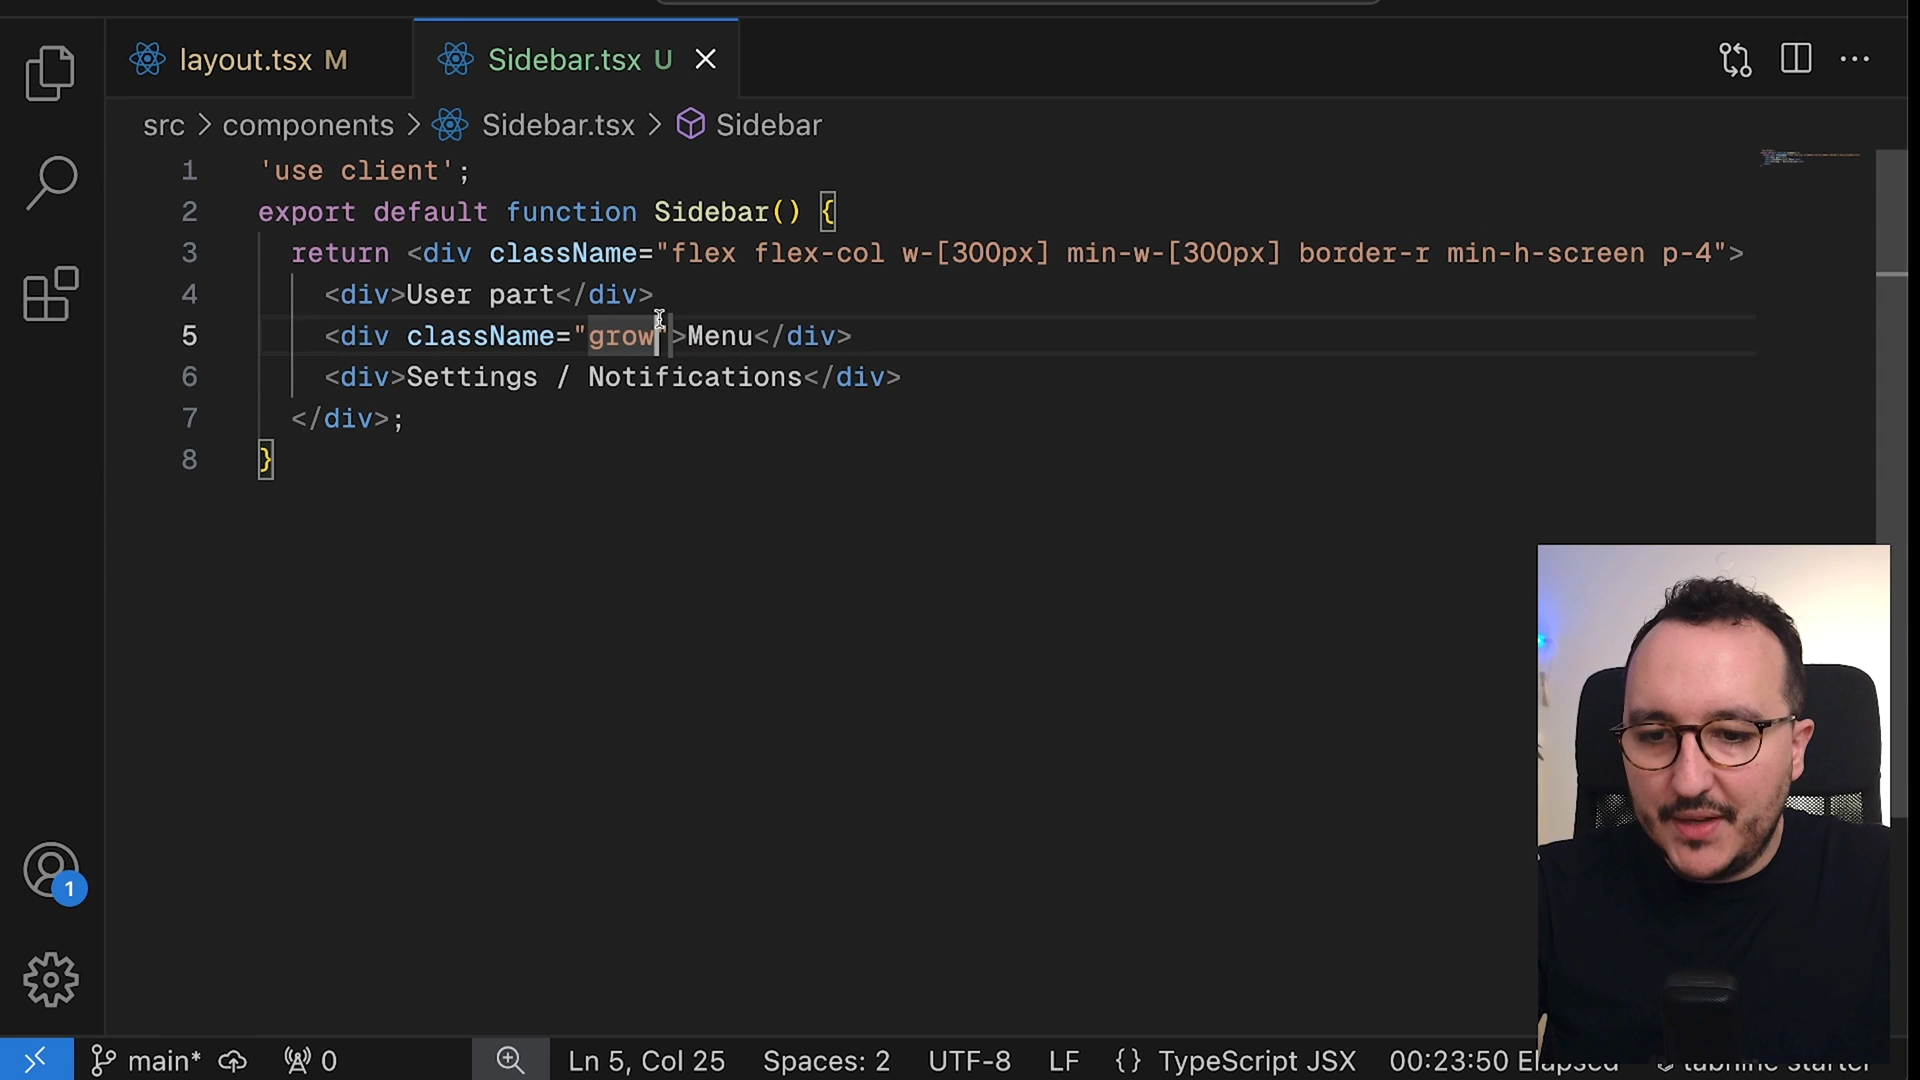 layout.tsx M
Sidebar.tsx U
src > components > Sidebar.tsx > Sidebar
1 'use client';
2 export default function Sidebar() {
3 return <div className="flex flex-col w-[300px] min-w-[300px] border-r min-h-screen p-4">
4 <div>User part</div>
5 <div className="grow">Menu</div>
6 <div>Settings / Notifications</div>
7 </div>;
8 }
1
main* 0 Ln 5, Col 25 Spaces: 2 UTF-8 LF {} TypeScript JSX 00:23:50 Elapsed tabnine starter